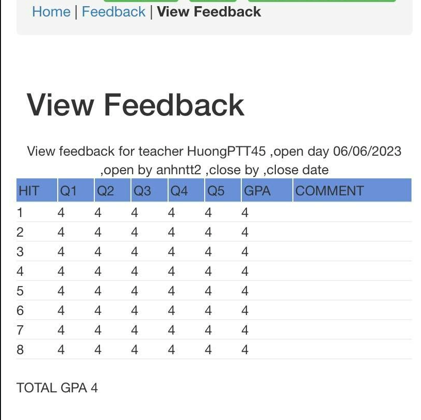 Home | Feedback | View Feedback
View Feedback
View feedback for teacher HuongPTT45 ,open day 06/06/2023
,open by anhntt2 ,close by ,close date
HIT Q1 Q2 Q3 Q4 Q5 GPA COMMENT
1 4 4 4 4 4 4
2 4 4 4 4 4 4
3 4 4 4 4 4 4
4 4 4 4 4 4 4
5 4 4 4 4 4 4
6 4 4 4 4 4 4
7 4 4 4 4 4 4
8 4 4 4 4 4 4
TOTAL GPA 4